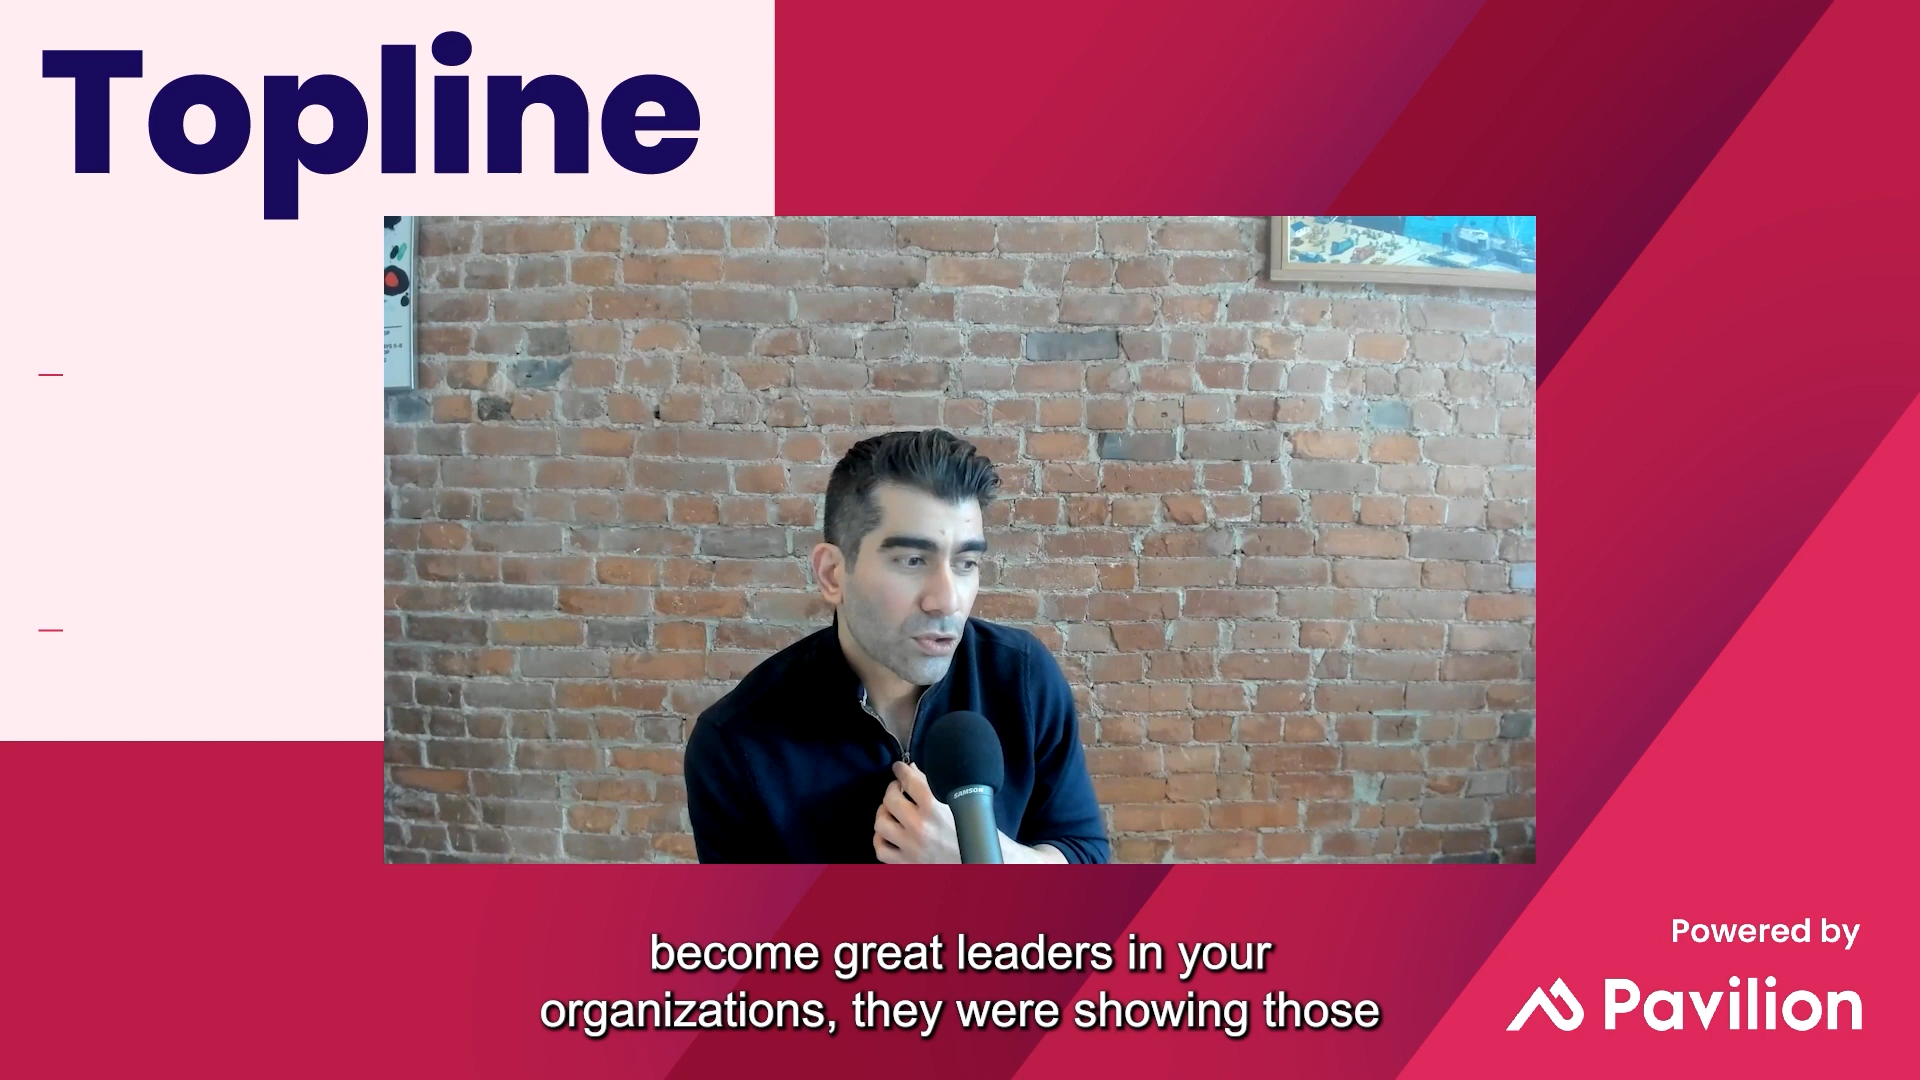 Topline
SAMSON
become great leaders in your
organizations, they were showing those
Powered by
Pavilion